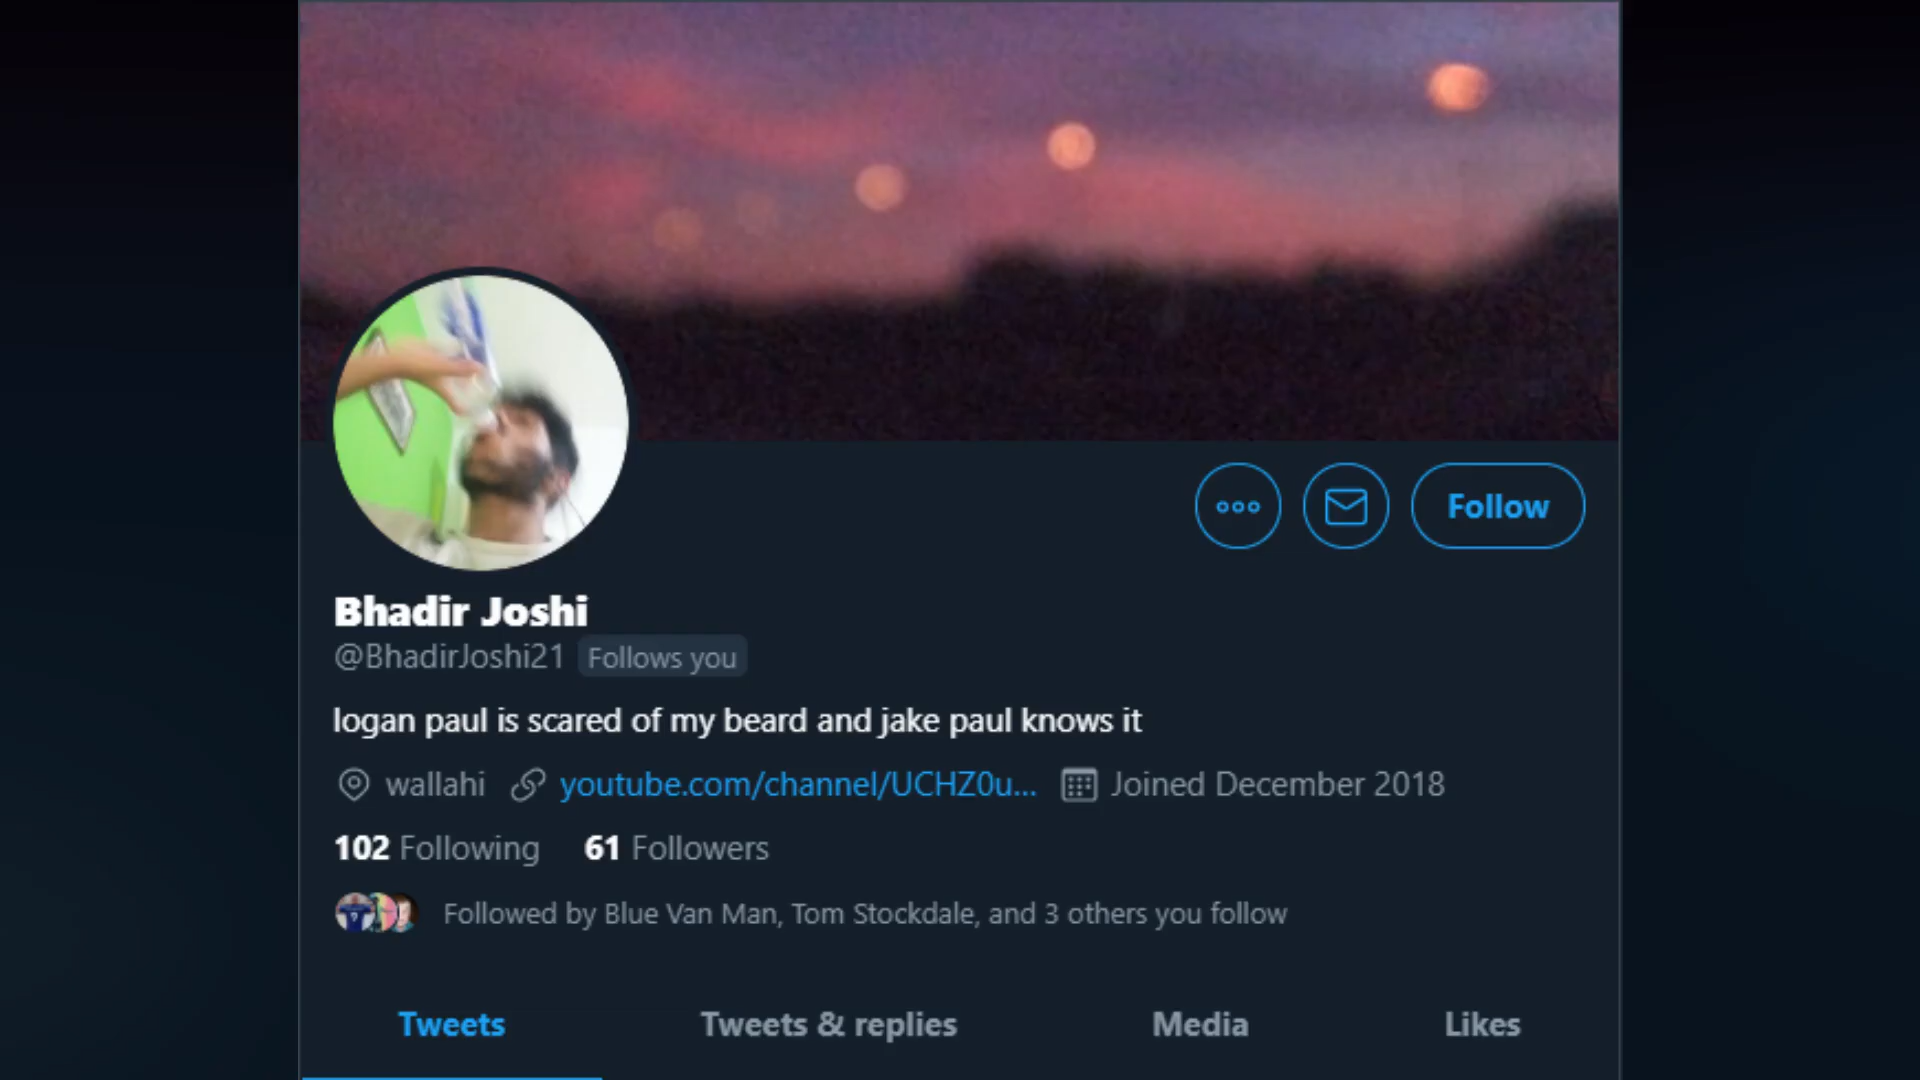 Follow
Bhadir Joshi
@BhadirJoshi21 Follows you
logan paul is scared of my beard and jake paul knows it
wallahi youtube.com/channel/UCHZ0u... Joined December 2018
102 Following 61 Followers
Followed by Blue Van Man, Tom Stockdale, and 3 others you follow
Tweets Tweets & replies Media Likes